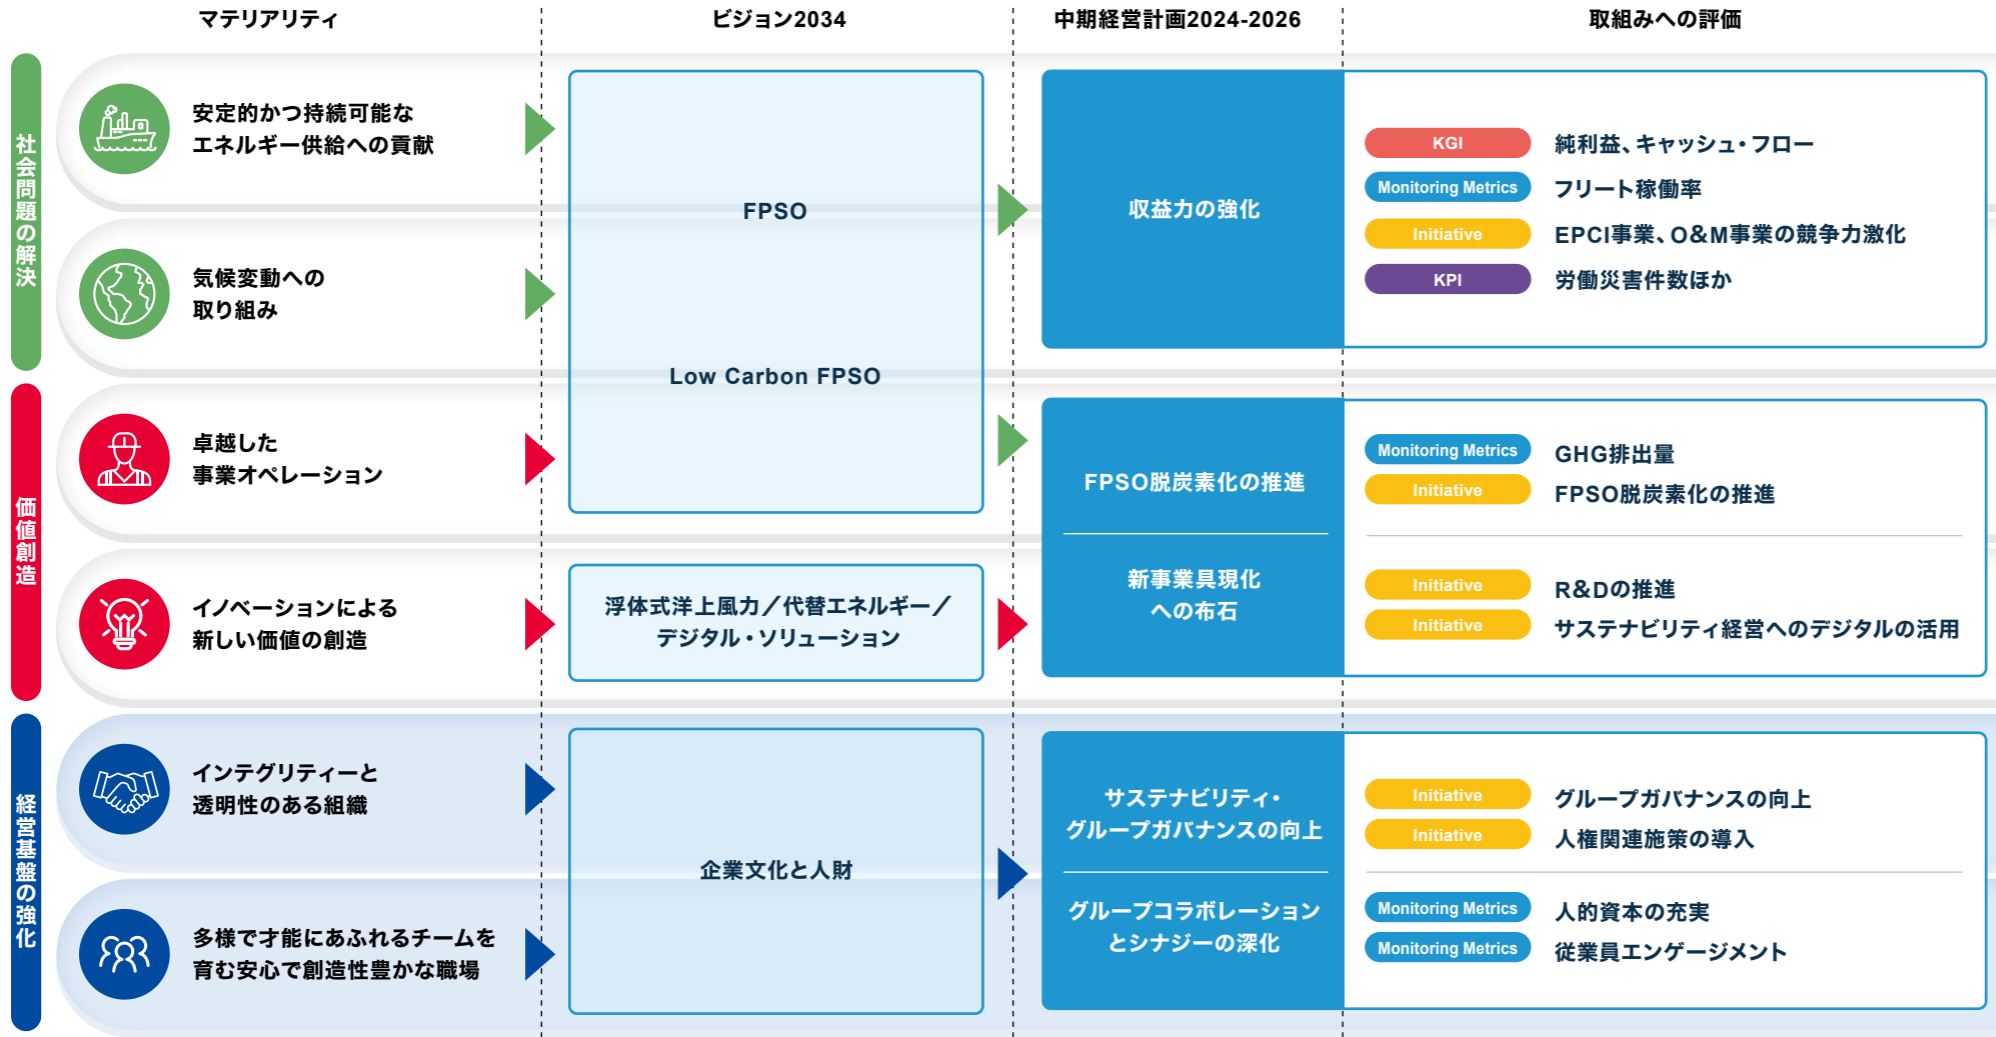 マテリアリティ
ビジョン2034
中期経営計画2024-2026
取組みへの評価
社会問題の解決
安定的かつ持続可能な
エネルギー供給への貢献
気候変動への
取り組み
FPSO
Low Carbon FPSO
収益力の強化
KGI 純利益、キャッシュ・フロー
Monitoring Metrics フリート稼働率
Initiative EPCI事業、O&M事業の競争力激化
KPI 労働災害件数ほか
価値創造
卓越した
事業オペレーション
イノベーションによる
新しい価値の創造
浮体式洋上風力／代替エネルギー／
デジタル・ソリューション
FPSO脱炭素化の推進
新事業具現化
への布石
Monitoring Metrics GHG排出量
Initiative FPSO脱炭素化の推進
Initiative R&Dの推進
Initiative サステナビリティ経営へのデジタルの活用
経営基盤の強化
インテグリティーと
透明性のある組織
多様で才能にあふれるチームを
育む安心で創造性豊かな職場
企業文化と人財
サステナビリティ・
グループガバナンスの向上
グループコラボレーション
とシナジーの深化
Initiative グループガバナンスの向上
Initiative 人権関連施策の導入
Monitoring Metrics 人的資本の充実
Monitoring Metrics 従業員エンゲージメント